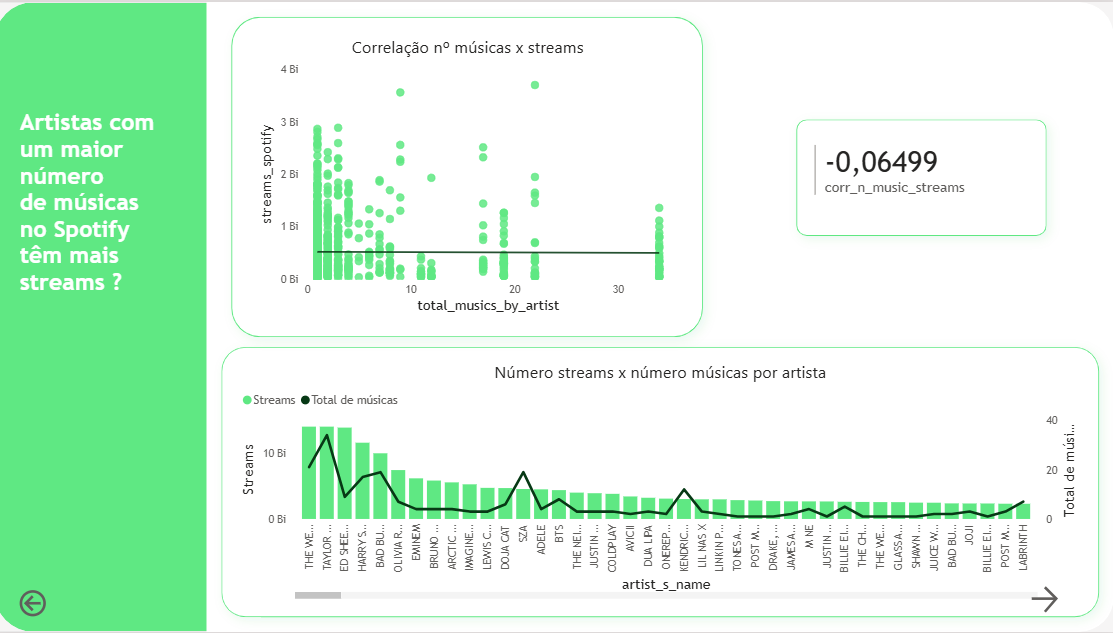 Artistas com
um maior
número
de músicas
no Spotify
têm mais
streams ?
Correlação nº músicas x streams
4 Bi
3 Bi
2 Bi
1 Bi
0 Bi
streams_spotify
0
10
20
30
total_musics_by_artist
-0,06499
corr_n_music_streams
Número streams x número músicas por artista
Streams
Total de músicas
Streams
10 Bi
0 Bi
40
20
0
Total de músi...
THE WE...
TAYLOR ...
ED SHEE...
HARRY S...
BAD BU...
OLIVIA R...
EMINEM
BRUNO ...
ARCTIC ...
IMAGINE...
LEWIS C...
DOJA CAT
SZA
ADELE
BTS
THE NEI...
JUSTIN ...
COLDPLAY
AVICII
DUA LIPA
ONEREP...
KENDRIC...
LIL NAS X
LINKIN P...
TONES A...
POST M...
DRAKE, ...
JAMES A...
M NE
JUSTIN ...
BILLIE EI...
THE CH...
THE WE...
GLASS A...
SHAWN ...
JUICE W...
BAD BU...
JOJI
BILLIE EI...
POST M...
LABRINTH
artist_s_name